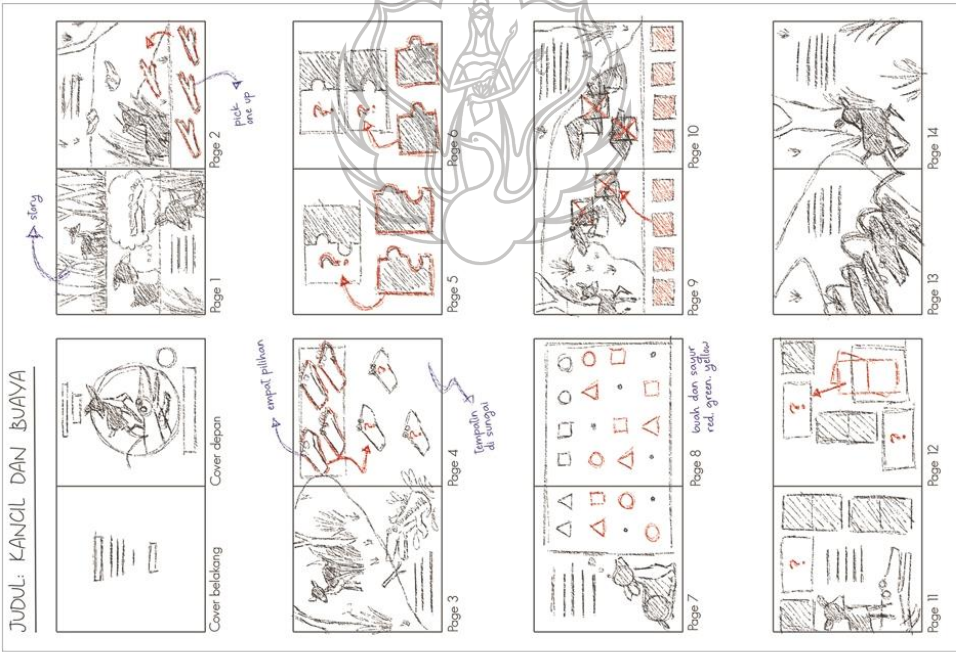 JUDUL: KANCIL DAN BUAYA
Cover belakang
Cover depan
story
pick
one up
Page 1
Page 2
empat pilihan
Tempatin
di sungai
Page 3
Page 4
?
?
?
?
Page 5
Page 6
?
?
?
Page 7
Page 8
buah dan sayur
red, green, yellow
Page 9
Page 10
Page 11
Page 12
?
?
?
Page 13
Page 14